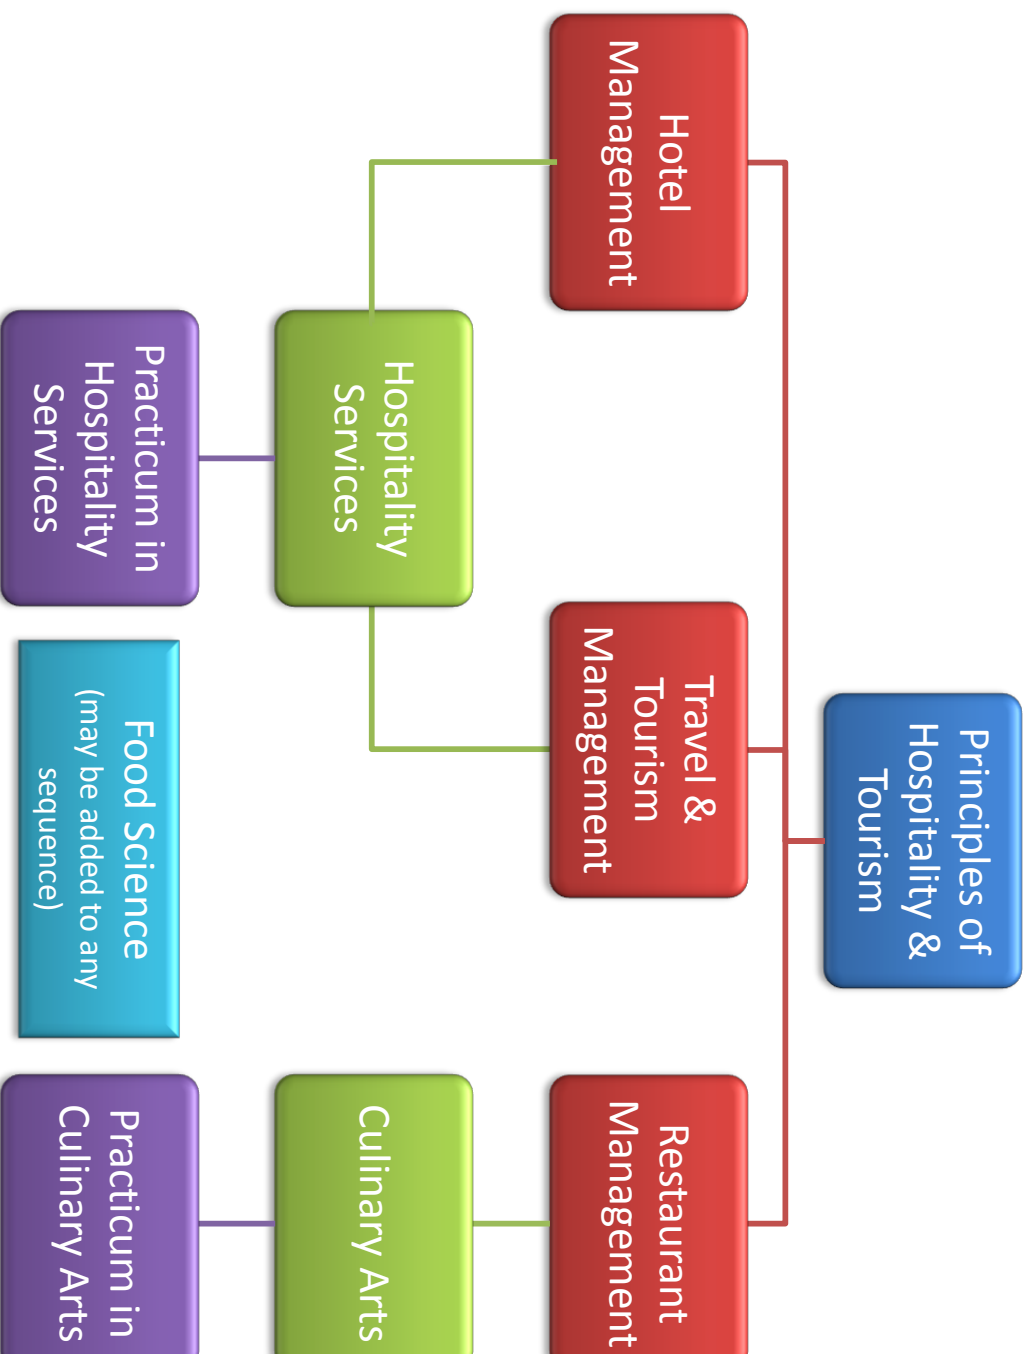 Principles of
Hospitality &
Tourism
Hotel
Management
Travel &
Tourism
Management
Restaurant
Management
Hospitality
Services
Culinary Arts
Practicum in
Hospitality
Services
Food Science
(may be added to any
sequence)
Practicum in
Culinary Arts